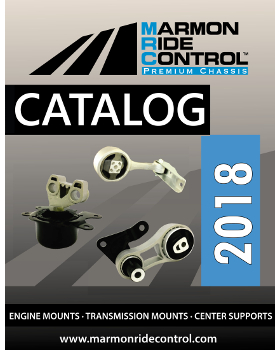 MARMON
RIDE
CONTROL™
PREMIUM CHASSIS
CATALOG
2018
ENGINE MOUNTS · TRANSMISSION MOUNTS · CENTER SUPPORTS
www.marmonridecontrol.com